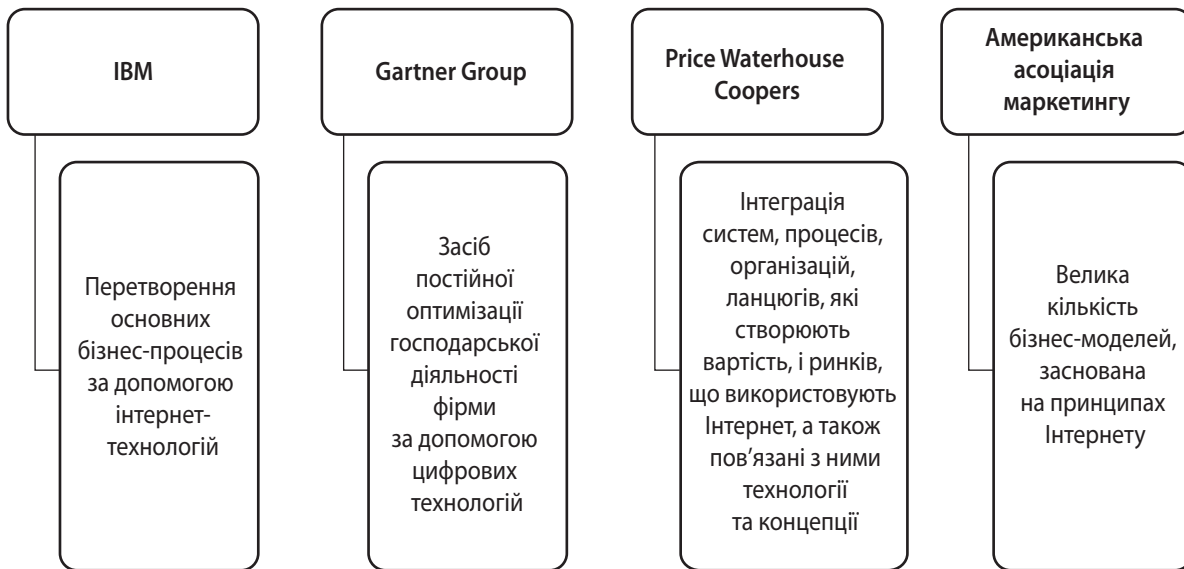 IBM
Gartner Group
Price Waterhouse
Coopers
Американська
асоціація
маркетингу
Перетворення
основних
бізнес-процесів
за допомогою
інтернет-
технологій
Засіб
постійної
оптимізації
господарської
діяльності
фірми
за допомогою
цифрових
технологій
Інтеграція
систем, процесів,
організацій,
ланцюгів, які
створюють
вартість, і ринків,
що використовують
Інтернет, а також
пов’язані з ними
технології
та концепції
Велика
кількість
бізнес-моделей,
заснована
на принципах
Інтернету